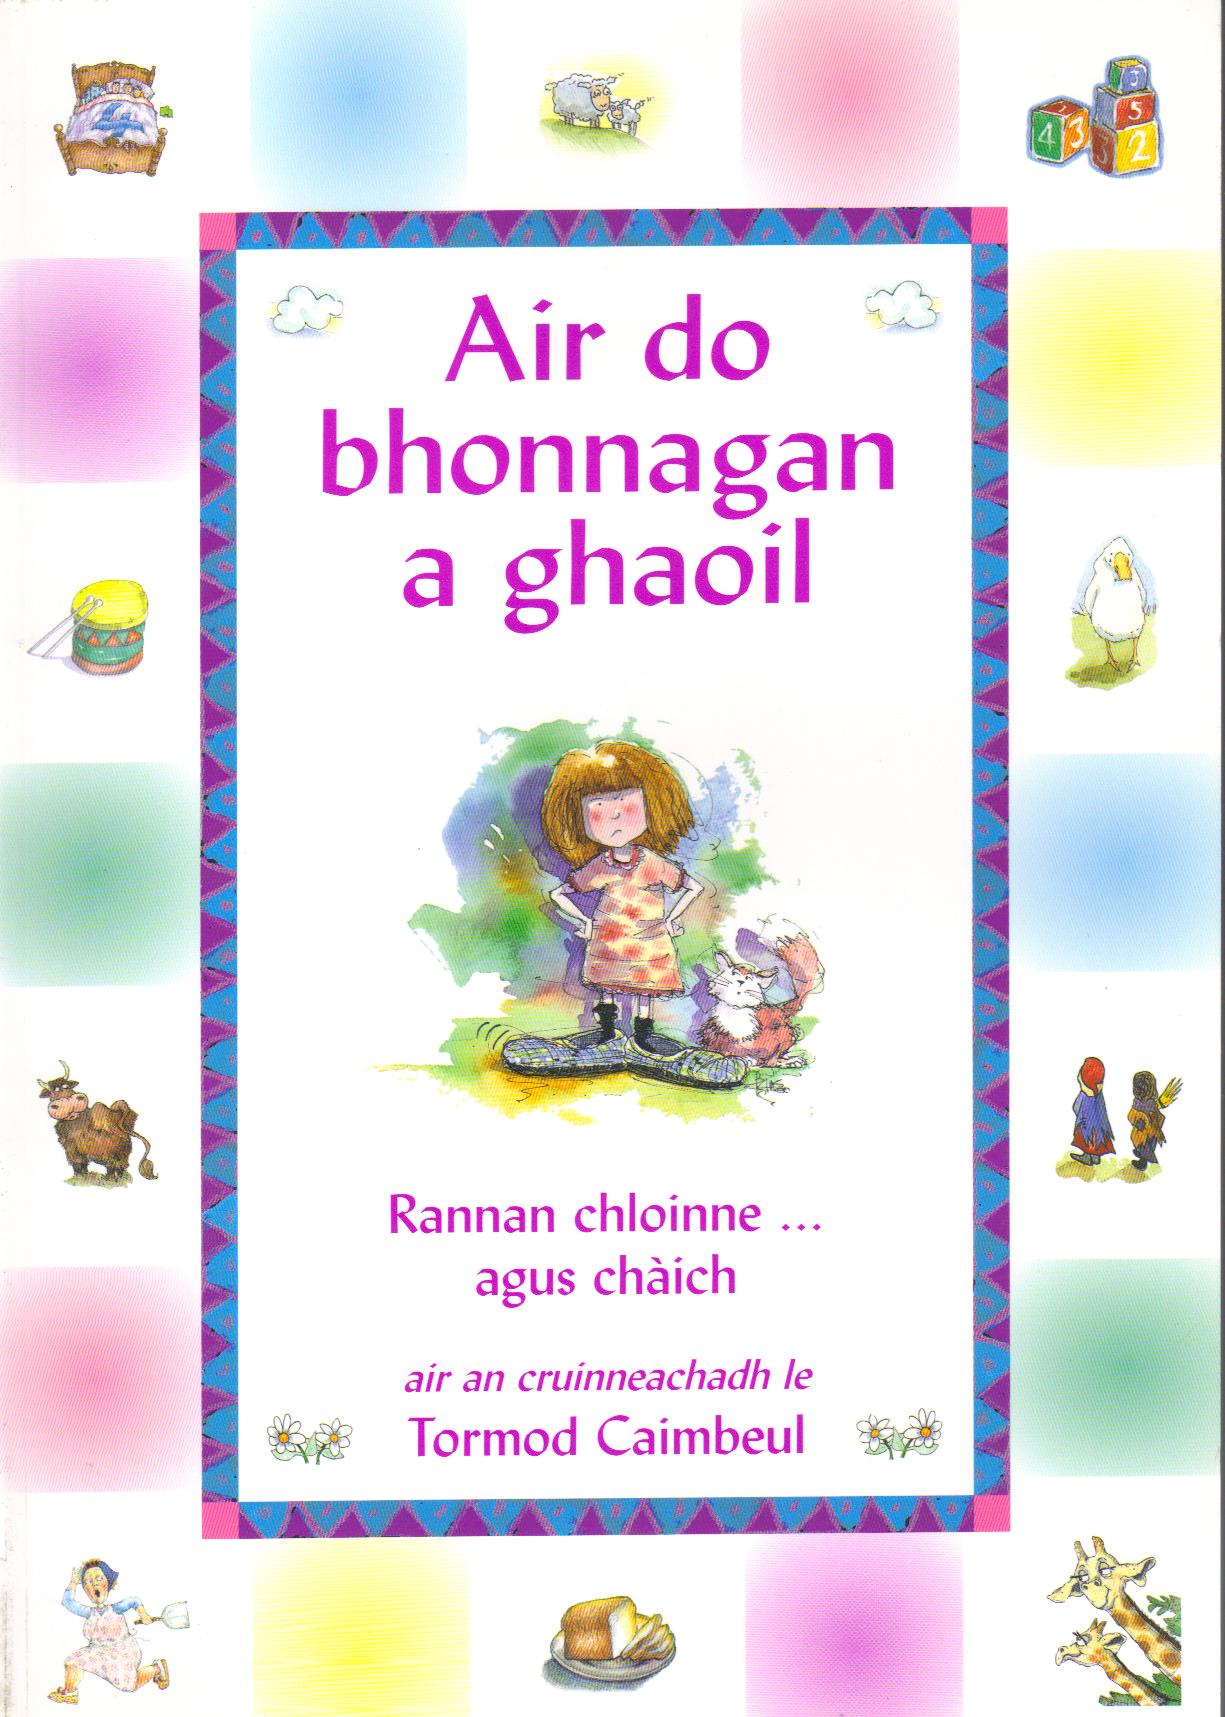 Air do
bhonnagan
a ghaoil
Rannan chloinne ...
agus chàich
air an cruinneachadh le
Tormod Caimbeul